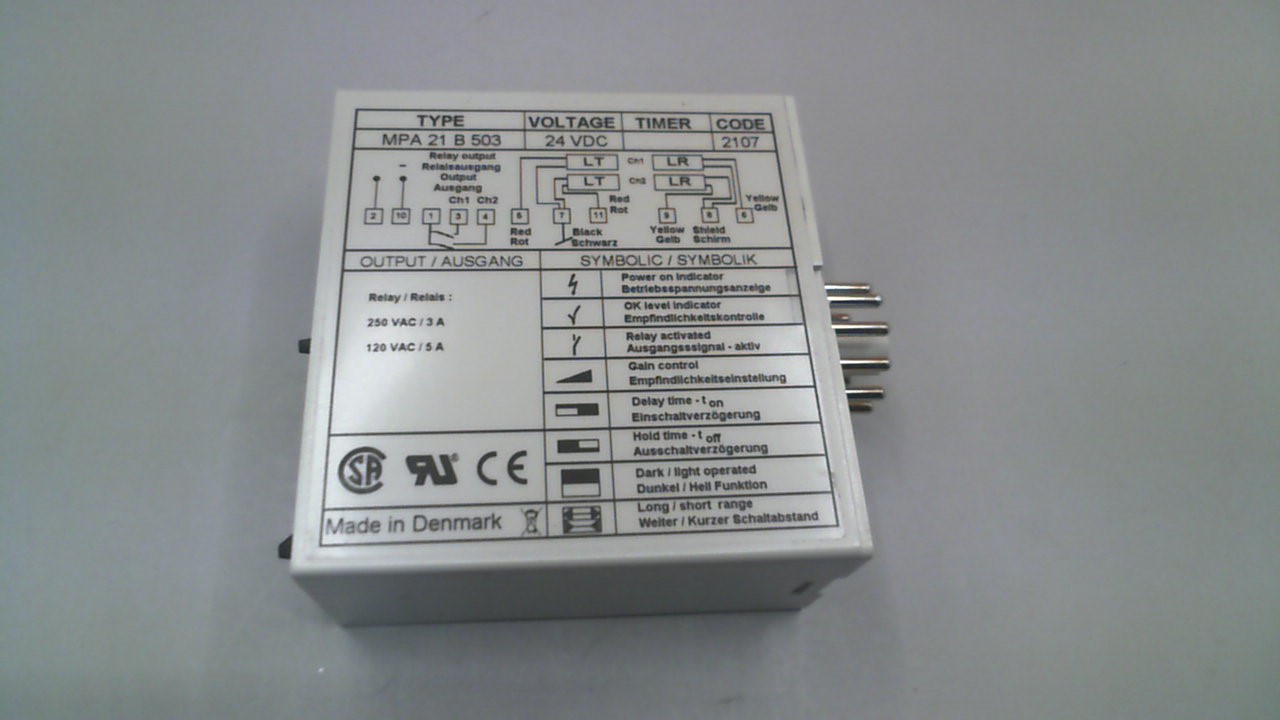 TYPE VOLTAGE TIMER CODE
MPA 21 B 503 24 VDC 2107
Relay output
Relaisausgang
Output
Ausgang
Ch1 Ch2
LT Ch1 LR
LT Ch2 LR
Red
Rot
Yellow
Gelb
2 10 1 3 4 5 7 11 9 8 6
Red
Rot
Black
Schwarz
Yellow
Gelb
Shield
Schirm
OUTPUT / AUSGANG SYMBOLIC / SYMBOLIK
Relay / Relais :
250 VAC / 3 A
120 VAC / 5 A
Power on indicator
Betriebsspannungsanzeige
OK level indicator
Empfindlichkeitskontrolle
Relay activated
Ausgangsssignal - aktiv
Gain control
Empfindlichkeitseinstellung
Delay time - t on
Einschaltverzögerung
Hold time - t off
Ausschaltverzögerung
Dark / light operated
Dunkel / Hell Funktion
Long / short range
Weiter / Kurzer Schaltabstand
SA RU CE
Made in Denmark